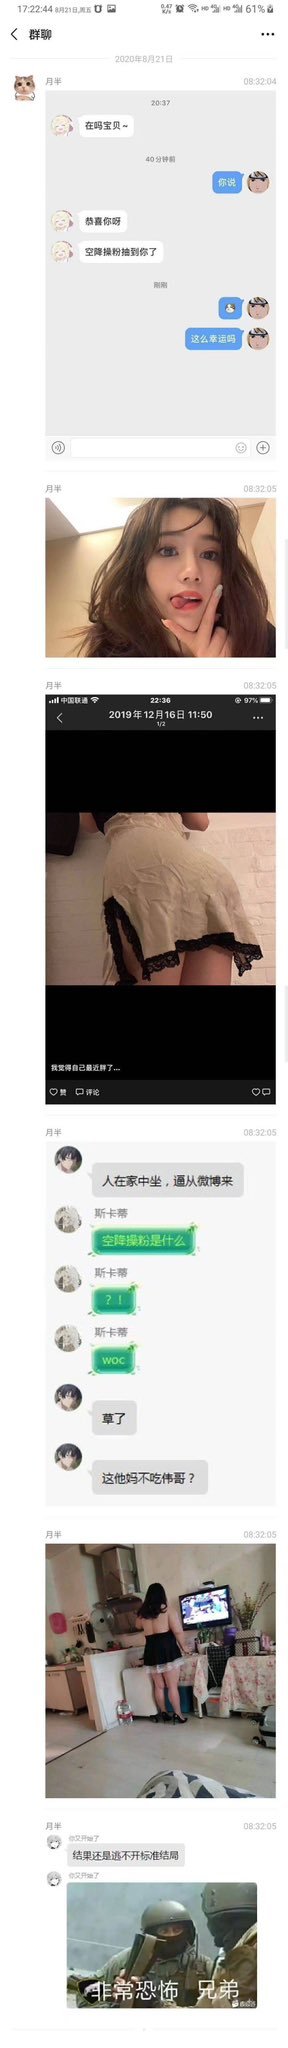 17:22:44 8月21日,周五
0.47
K/s
HD
HD
61%
群聊
2020年8月21日
月半
08:32:04
20:37
在吗宝贝~
40 分钟前
你说
恭喜你呀
空降操粉抽到你了
刚刚
这么幸运吗
月半
08:32:05
月半
08:32:05
中国联通
22:36
97%
2019年12月16日 11:50
1/2
我觉得自己最近胖了...
赞
评论
月半
08:32:05
人在家中坐，逼从微博来
斯卡蒂
空降操粉是什么
斯卡蒂
？！
斯卡蒂
woc
草了
这他妈不吃伟哥？
月半
08:32:05
月半
08:32:05
你又开始了
结果还是逃不开标准结局
你又开始了
非常恐怖 兄弟